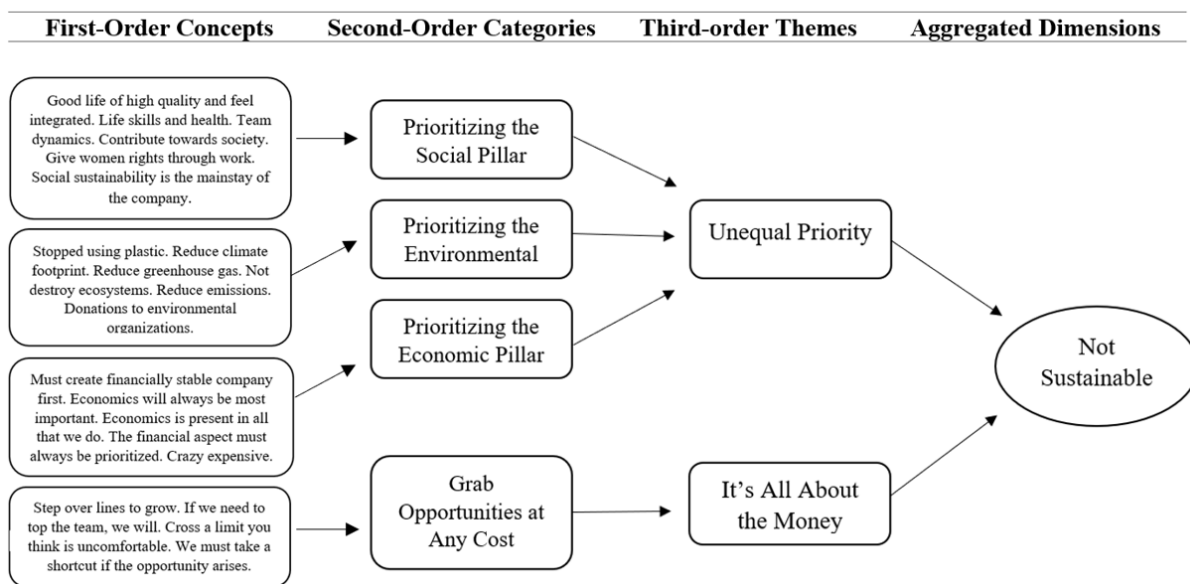 First-Order Concepts Second-Order Categories Third-order Themes Aggregated Dimensions
Good life of high quality and feel
integrated. Life skills and health. Team
dynamics. Contribute towards society.
Give women rights through work.
Social sustainability is the mainstay of
the company.
Prioritizing the
Social Pillar
Stopped using plastic. Reduce climate
footprint. Reduce greenhouse gas. Not
destroy ecosystems. Reduce emissions.
Donations to environmental
organizations.
Prioritizing the
Environmental
Unequal Priority
Must create financially stable company
first. Economics will always be most
important. Economics is present in all
that we do. The financial aspect must
always be prioritized. Crazy expensive.
Prioritizing the
Economic Pillar
Not
Sustainable
Step over lines to grow. If we need to
top the team, we will. Cross a limit you
think is uncomfortable. We must take a
shortcut if the opportunity arises.
Grab
Opportunities at
Any Cost
It's All About
the Money